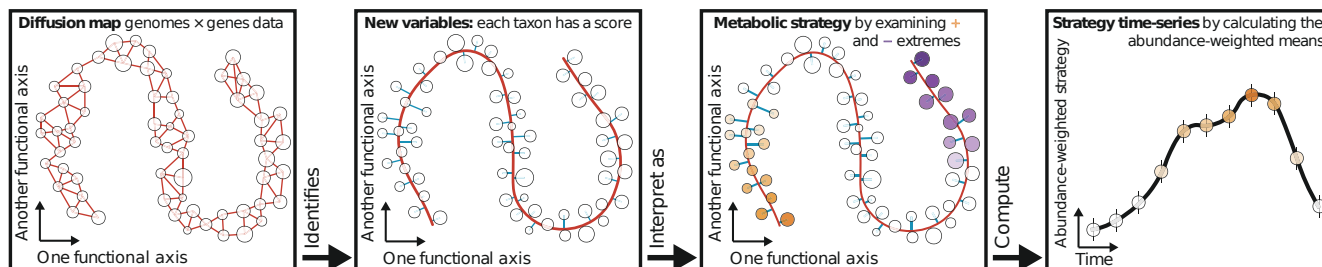 Diffusion map genomes × genes data
Another functional axis
One functional axis
Identifies
New variables: each taxon has a score
Another functional axis
One functional axis
Interpret as
Metabolic strategy by examining +
and − extremes
Another functional axis
One functional axis
Compute
Strategy time-series by calculating the
abundance-weighted means
Abundance-weighted strategy
Time